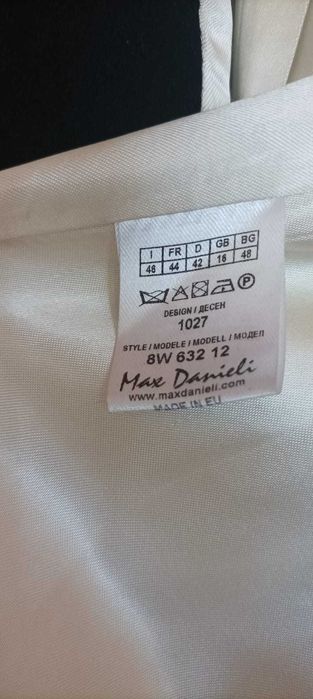 I FR D GB BG
46 44 42 16 48
P
DESIGN / ДЕСЕН
1027
STYLE / MODELE / MODELL / МОДЕЛ
8W 632 12
Max Danieli
www.maxdanieli.com
MADE IN EU